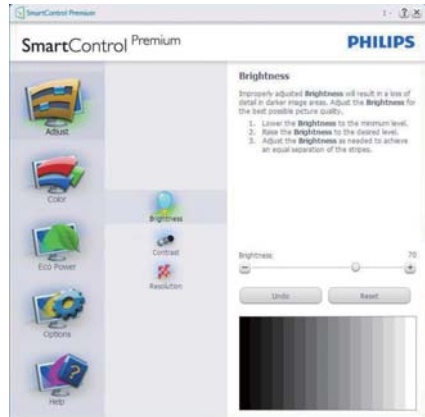 SmartControl Premium
SmartControl Premium
PHILIPS
Adjust
Color
Eco Power
Options
Help
Brightness
Contrast
Resolution
Brightness
Improperly adjusted Brightness will result in a loss of
detail in darker image areas. Adjust the Brightness for
the best possible picture quality.
1. Lower the Brightness to the minimum level.
2. Raise the Brightness to the desired level.
3. Adjust the Brightness as needed to achieve
an equal separation of the stripes.
Brightness: 70
Undo Reset